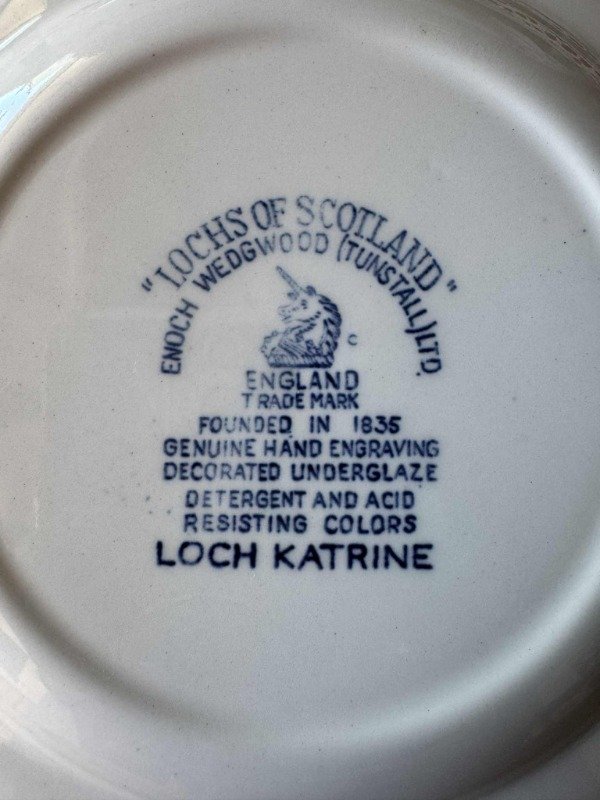 "LOCHS OF SCOTLAND"
ENOCH WEDGWOOD (TUNSTALL) LTD.
C
ENGLAND
TRADE MARK
FOUNDED IN 1835
GENUINE HAND ENGRAVING
DECORATED UNDERGLAZE
DETERGENT AND ACID
RESISTING COLORS
LOCH KATRINE